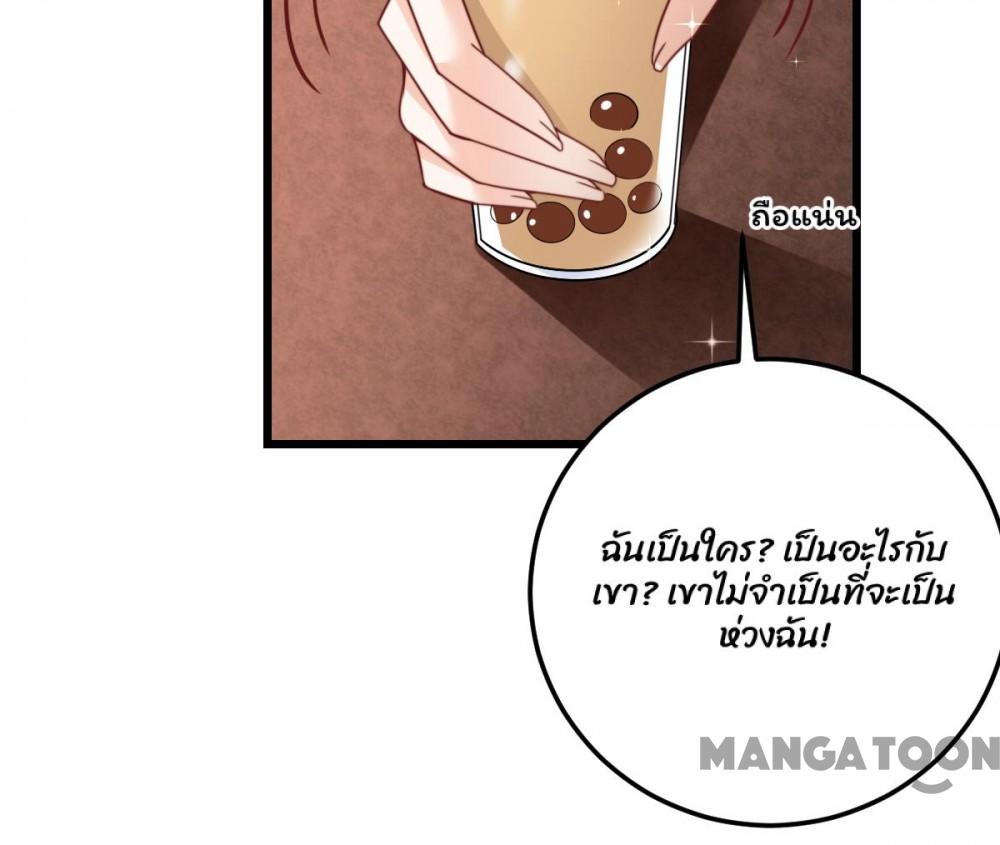 ถือแน่น
ฉันเป็นใคร? เป็นอะไรกับ
เขา? เขาไม่จำเป็นที่จะเป็น
ห่วงฉัน!
MANGATOON